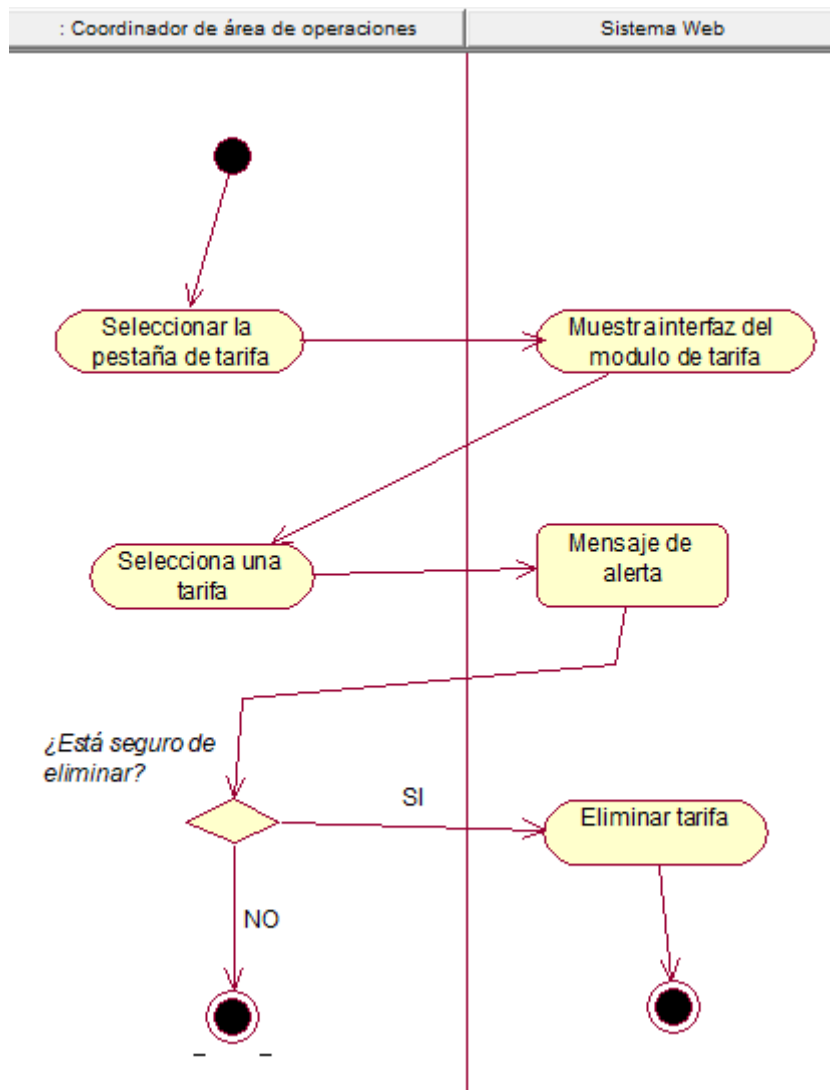 : Coordinador de área de operaciones
Sistema Web
Seleccionar la
pestaña de tarifa
Muestra interfaz del
modulo de tarifa
Selecciona una
tarifa
Mensaje de
alerta
¿Está seguro de
eliminar?
SI
Eliminar tarifa
NO